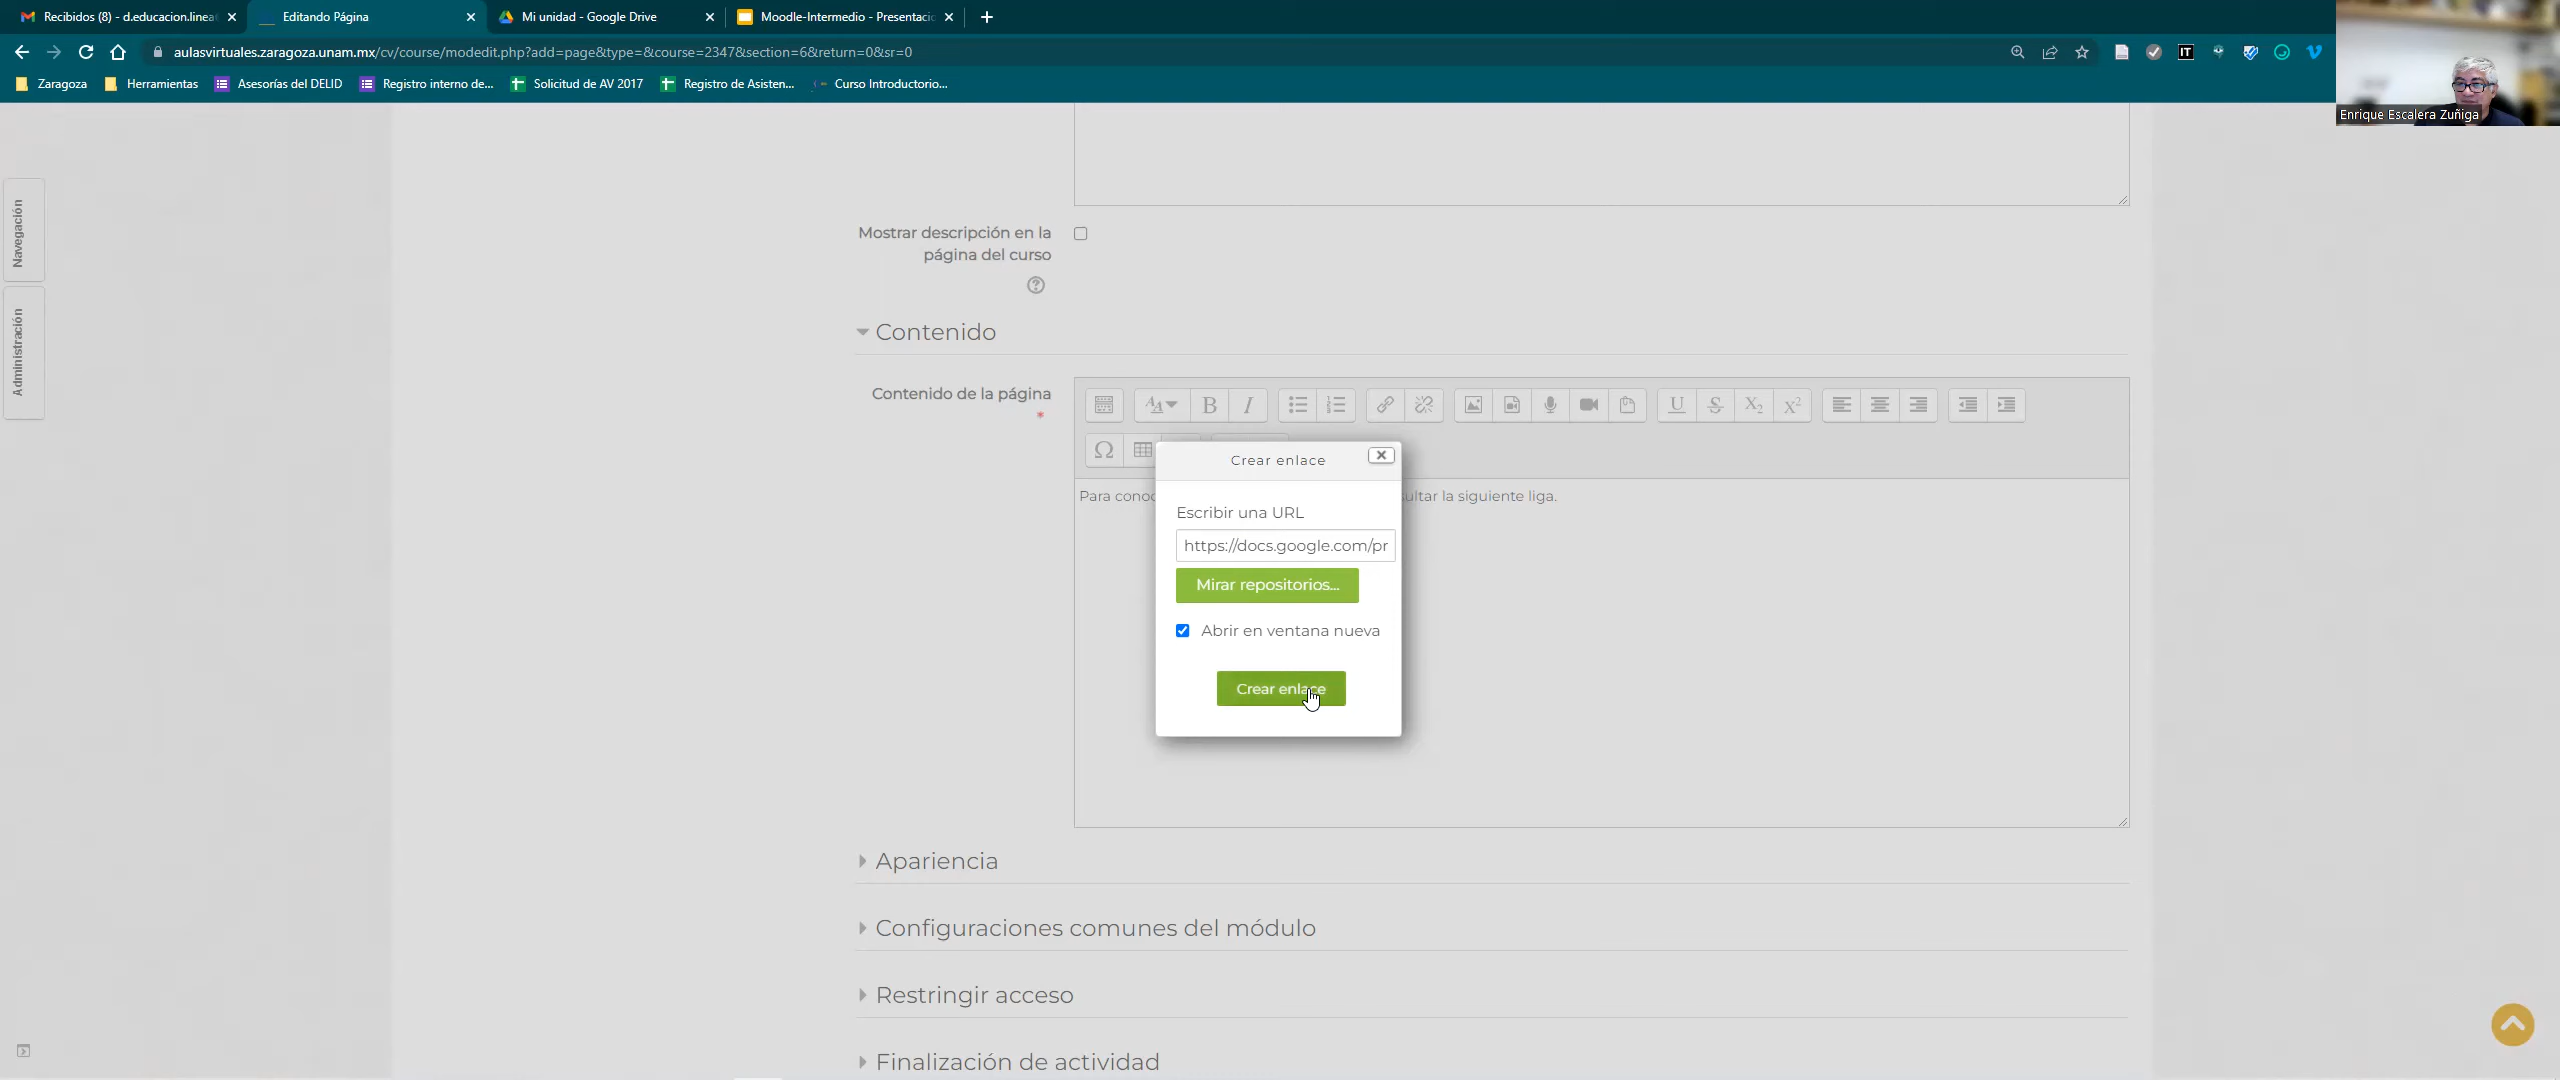 Recibidos (8) - d.educacion.linea
Editando Página
Mi unidad - Google Drive
Moodle-Intermedio - Presentacio
aulasvirtuales.zaragoza.unam.mx/cv/course/modedit.php?add=page&type=&course=2347&section=6&return=0&sr=0
Zaragoza
Herramientas
Asesorías del DELID
Registro interno de...
Solicitud de AV 2017
Registro de Asisten...
Curso Introductorio...
Enrique Escalera Zuñiga
Navegación
Administración
Mostrar descripción en la
página del curso
Contenido
Contenido de la página
Crear enlace
Para conoc
ultar la siguiente liga.
Escribir una URL
https://docs.google.com/pr
Mirar repositorios...
Abrir en ventana nueva
Crear enlace
Apariencia
Configuraciones comunes del módulo
Restringir acceso
Finalización de actividad